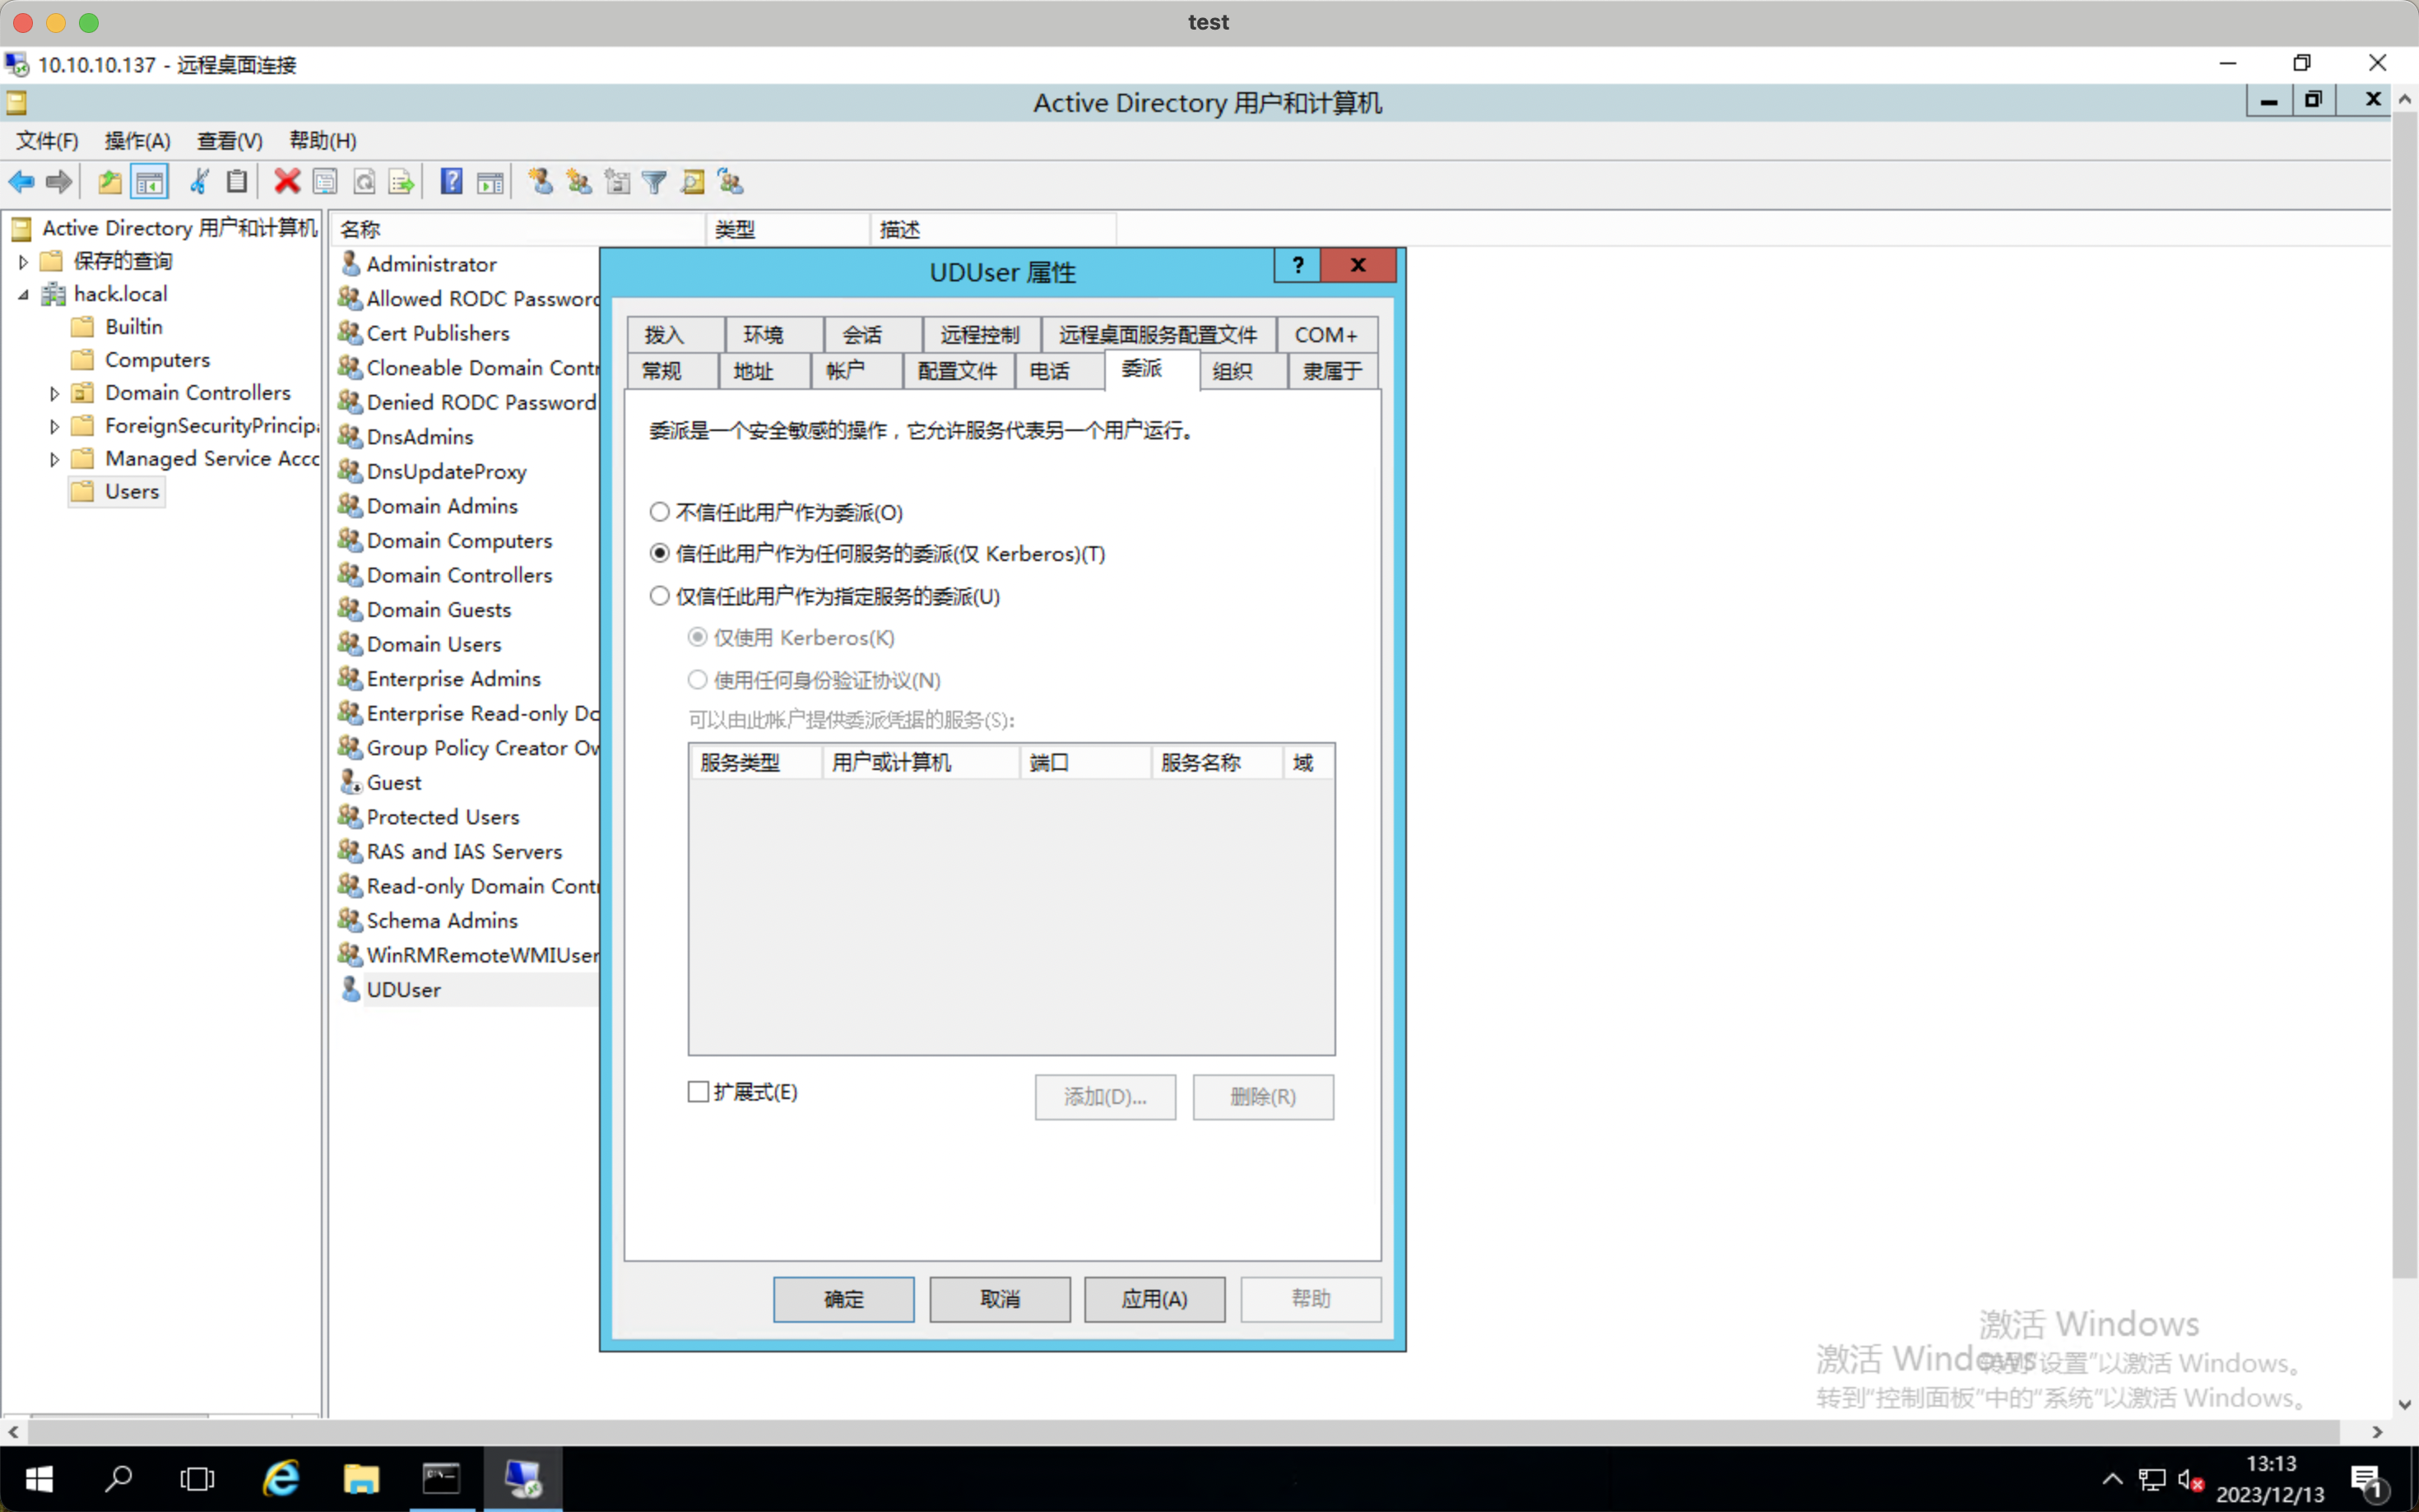 test
10.10.10.137 - 远程桌面连接
Active Directory 用户和计算机
文件(F) 操作(A) 查看(V) 帮助(H)
Active Directory 用户和计算机
保存的查询
hack.local
Builtin
Computers
Domain Controllers
ForeignSecurityPrincip
Managed Service Acc
Users
名称 类型 描述
Administrator
Allowed RODC Password
Cert Publishers
Cloneable Domain Contr
Denied RODC Password
DnsAdmins
DnsUpdateProxy
Domain Admins
Domain Computers
Domain Controllers
Domain Guests
Domain Users
Enterprise Admins
Enterprise Read-only Do
Group Policy Creator Ow
Guest
Protected Users
RAS and IAS Servers
Read-only Domain Contr
Schema Admins
WinRMRemoteWMIUser
UDUser
UDUser 属性
拨入 环境 会话 远程控制 远程桌面服务配置文件 COM+
常规 地址 帐户 配置文件 电话 委派 组织 隶属于
委派是一个安全敏感的操作，它允许服务代表另一个用户运行。
不信任此用户作为委派(O)
信任此用户作为任何服务的委派(仅 Kerberos)(T)
仅信任此用户作为指定服务的委派(U)
仅使用 Kerberos(K)
使用任何身份验证协议(N)
可以由此帐户提供委派凭据的服务(S):
服务类型 用户或计算机 端口 服务名称 域
扩展式(E)
添加(D)... 删除(R)
确定 取消 应用(A) 帮助
激活 Windows
激活 Windows
“设置”以激活 Windows。
转到“控制面板”中的“系统”以激活 Windows。
13:13
2023/12/13
1